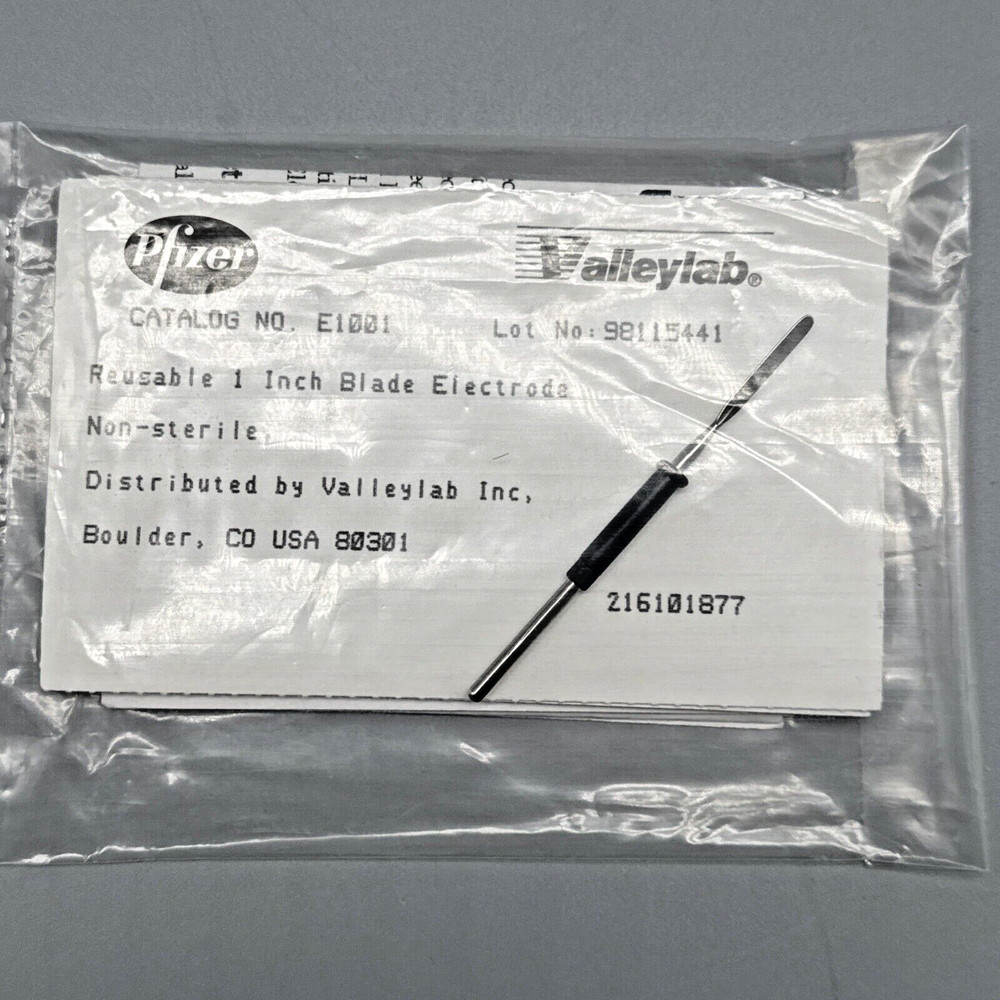 Pfizer
Valleylab®
CATALOG NO. E1001
Lot No:98115441
Reusable 1 Inch Blade Electrode
Non-sterile,
Distributed by Valleylab Inc,
Boulder, CO USA 80301
216101877